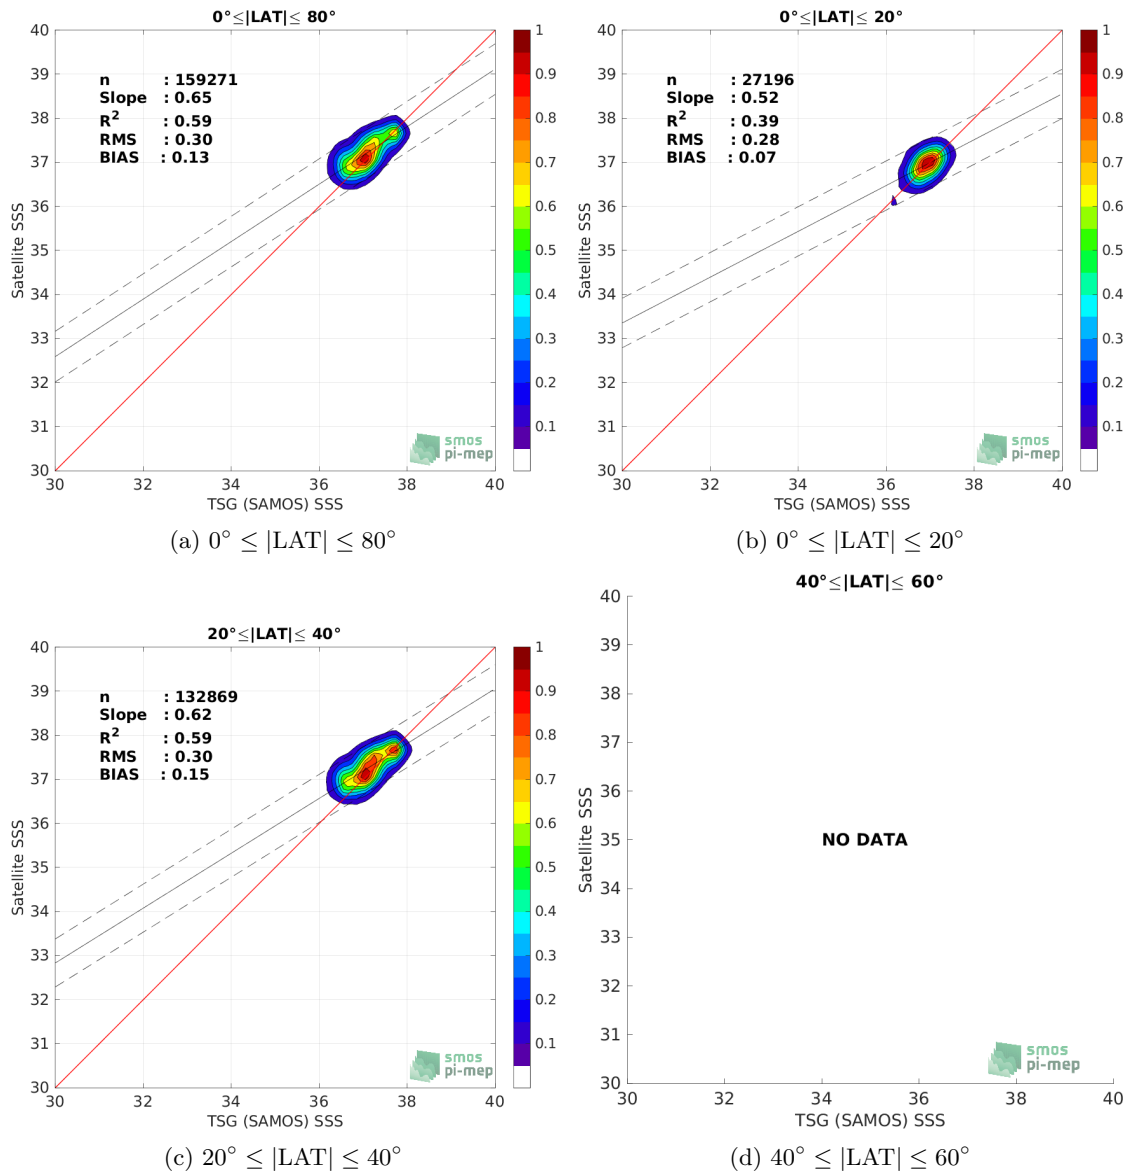 0°≤|LAT|≤ 80°
40
39
38
37
36
35
34
33
32
31
30
Satellite SSS
n : 159271
Slope : 0.65
R2 : 0.59
RMS : 0.30
BIAS : 0.13
1
0.9
0.8
0.7
0.6
0.5
0.4
0.3
0.2
0.1
smos
pi-mep
30 32 34 36 38 40
TSG (SAMOS) SSS
(a) 0° ≤ |LAT| ≤ 80°
0°≤|LAT|≤ 20°
40
39
38
37
36
35
34
33
32
31
30
Satellite SSS
n : 27196
Slope : 0.52
R2 : 0.39
RMS : 0.28
BIAS : 0.07
1
0.9
0.8
0.7
0.6
0.5
0.4
0.3
0.2
0.1
smos
pi-mep
30 32 34 36 38 40
TSG (SAMOS) SSS
(b) 0° ≤ |LAT| ≤ 20°
20°≤|LAT|≤ 40°
40
39
38
37
36
35
34
33
32
31
30
Satellite SSS
n : 132869
Slope : 0.62
R2 : 0.59
RMS : 0.30
BIAS : 0.15
1
0.9
0.8
0.7
0.6
0.5
0.4
0.3
0.2
0.1
smos
pi-mep
30 32 34 36 38 40
TSG (SAMOS) SSS
(c) 20° ≤ |LAT| ≤ 40°
40°≤|LAT|≤ 60°
40
39
38
37
36
35
34
33
32
31
30
Satellite SSS
NO DATA
smos
pi-mep
30 32 34 36 38 40
TSG (SAMOS) SSS
(d) 40° ≤ |LAT| ≤ 60°